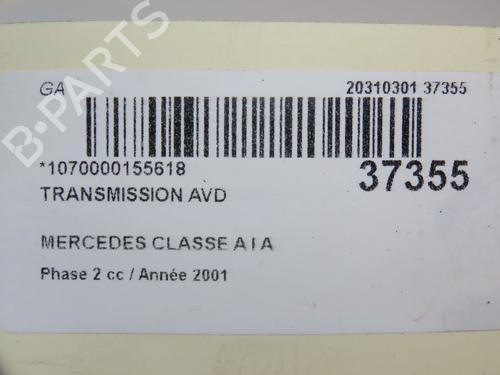 GA 20310301 37355
*1070000155618 37355
TRANSMISSION AVD
MERCEDES CLASSE A I A
Phase 2 cc / Année 2001
B-PARTS